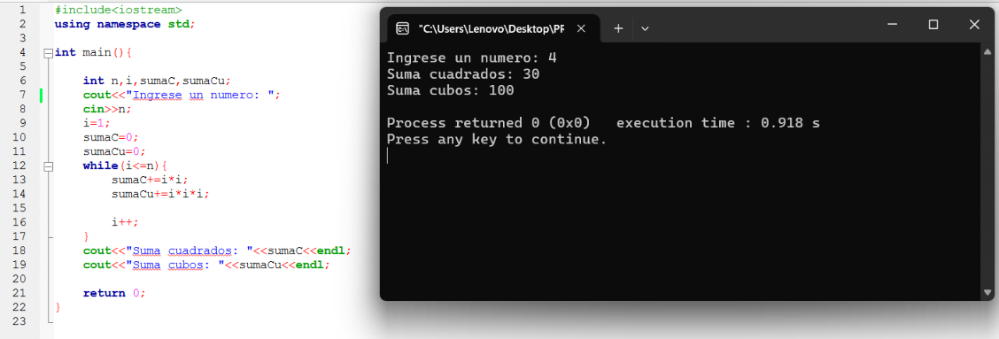 1 #include<iostream>
2 using namespace std;
3
4 int main(){
5
6 int n,i,sumaC,sumaCu;
7 cout<<"Ingrese un numero: ";
8 cin>>n;
9 i=1;
10 sumaC=0;
11 sumaCu=0;
12 while(i<=n){
13 sumaC+=i*i;
14 sumaCu+=i*i*i;
15
16 i++;
17 }
18 cout<<"Suma cuadrados: "<<sumaC<<endl;
19 cout<<"Suma cubos: "<<sumaCu<<endl;
20
21 return 0;
22 }
23
"C:\Users\Lenovo\Desktop\PF
Ingrese un numero: 4
Suma cuadrados: 30
Suma cubos: 100
Process returned 0 (0x0)   execution time : 0.918 s
Press any key to continue.